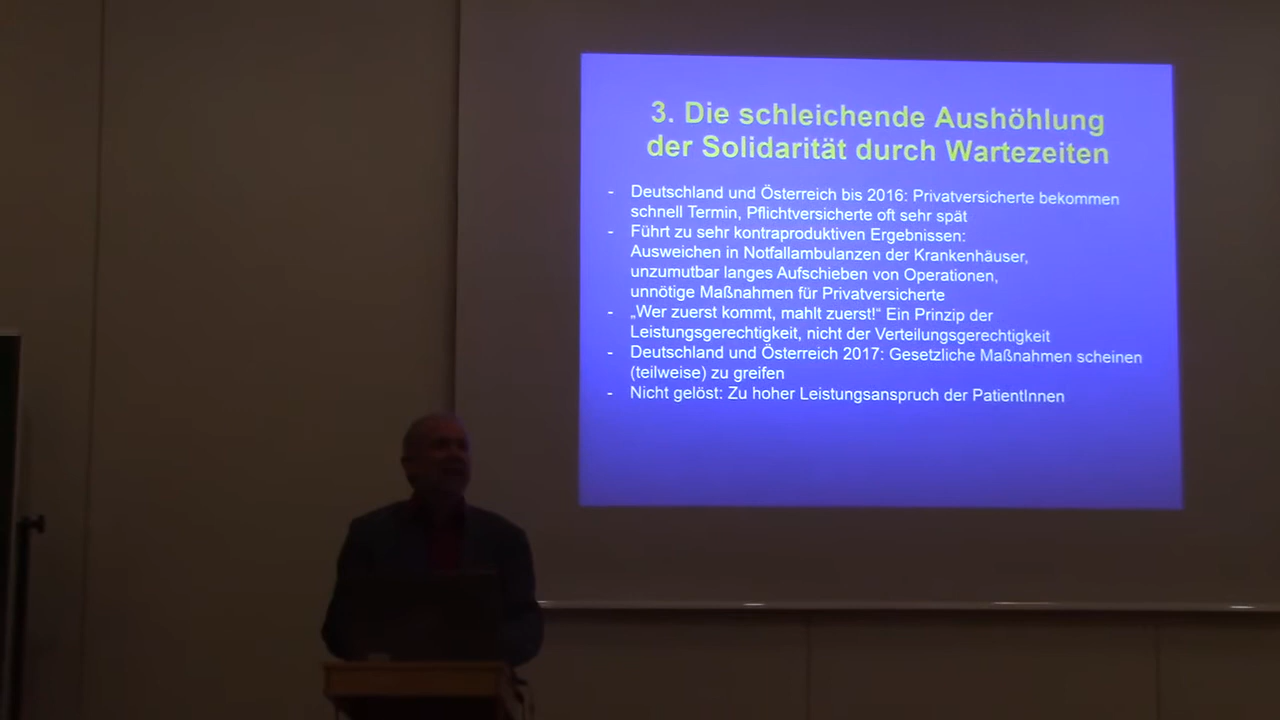 3. Die schleichende Aushöhlung
der Solidarität durch Wartezeiten
- Deutschland und Österreich bis 2016: Privatversicherte bekommen
schnell Termin, Pflichtversicherte oft sehr spät
- Führt zu sehr kontraproduktiven Ergebnissen:
Ausweichen in Notfallambulanzen der Krankenhäuser,
unzumutbar langes Aufschieben von Operationen,
unnötige Maßnahmen für Privatversicherte
- „Wer zuerst kommt, mahlt zuerst!“ Ein Prinzip der
Leistungsgerechtigkeit, nicht der Verteilungsgerechtigkeit
- Deutschland und Österreich 2017: Gesetzliche Maßnahmen scheinen
(teilweise) zu greifen
- Nicht gelöst: Zu hoher Leistungsanspruch der PatientInnen